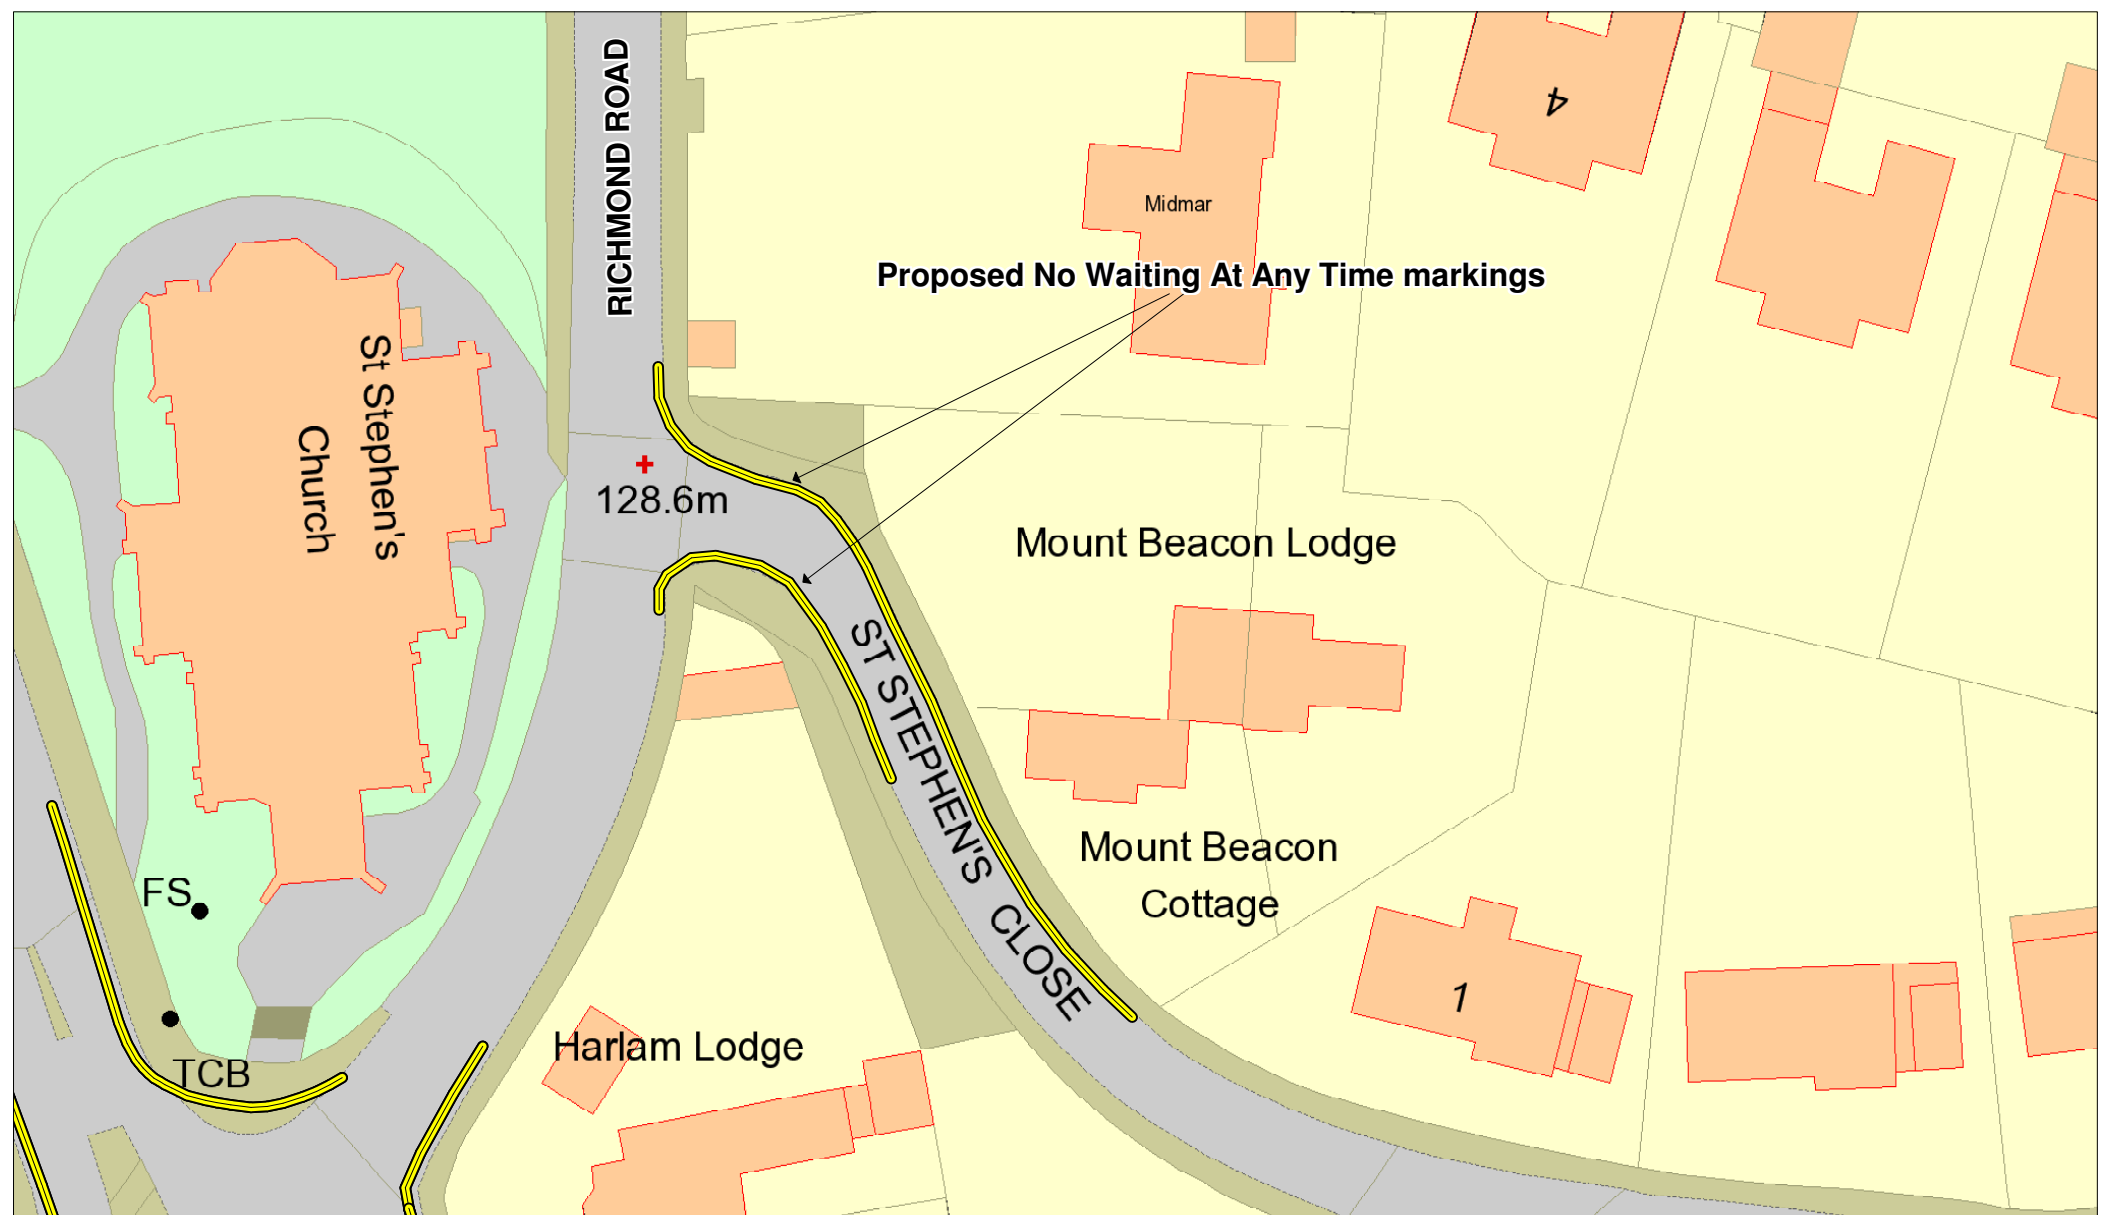 RICHMOND ROAD
4
Midmar
Proposed No Waiting At Any Time markings
St Stephen's
Church
128.6m
Mount Beacon Lodge
ST STEPHEN'S CLOSE
Mount Beacon
Cottage
FS
1
TCB
Harlam Lodge